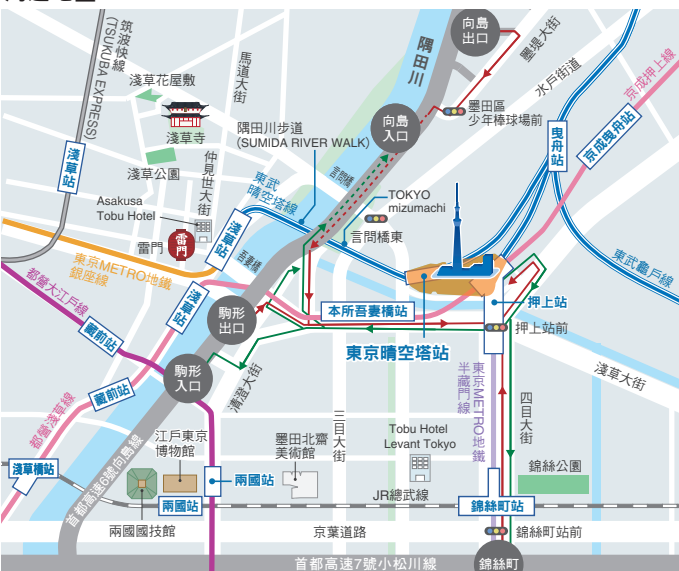 筑波快線
(TSUKUBA EXPRESS)
馬道大街
隅田川
向島
出口
墨堤大街
水戶街道
京成押上線
淺草花屋敷
淺草寺
淺草公園
仲見世大街
隅田川步道
(SUMIDA RIVER WALK)
向島
入口
墨田區
少年棒球場前
曳舟站
京成曳舟站
淺草站
東武
晴空塔線
言問橋
TOKYO
mizumachi
言問橋東
Asakusa
Tobu Hotel
雷門
雷門
淺草站
吾妻橋
東京METRO地鐵
銀座線
都營大江戶線
淺草站
藏前站
駒形
出口
本所吾妻橋站
押上站
押上站前
東武龜戶線
東京晴空塔站
駒形
入口
清澄大街
藏前站
都營淺草線
淺草大街
三目大街
東京METRO地鐵
半藏門線
四目大街
江戶東京
博物館
墨田北齋
美術館
Tobu Hotel
Levant Tokyo
淺草橋站
首都高速6號向島線
兩國站
兩國站
JR總武線
錦絲公園
錦絲町站
兩國國技館
京葉道路
錦絲町站前
首都高速7號小松川線
錦絲町